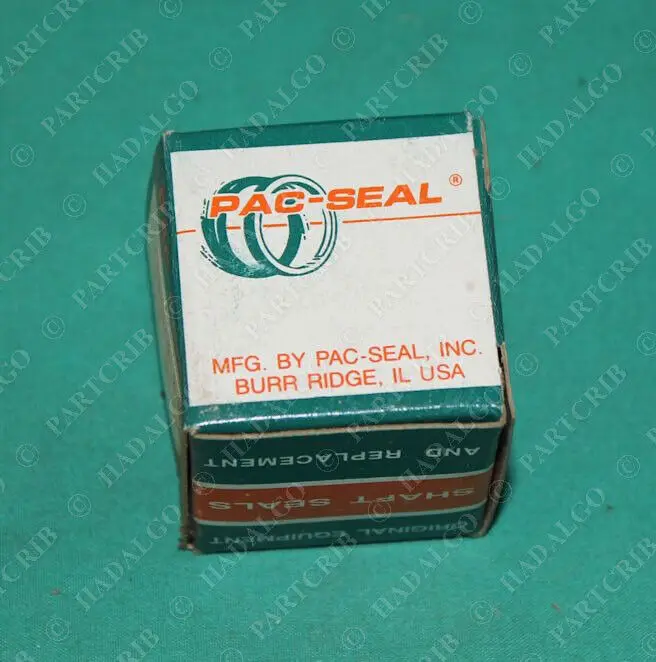 PAC-SEAL ®
MFG. BY PAC-SEAL, INC.
BURR RIDGE, IL USA
ORIGINAL EQUIPMENT
SHAFT SEALS
AND REPLACEMENT
© PARTCRIB
© HADALGO